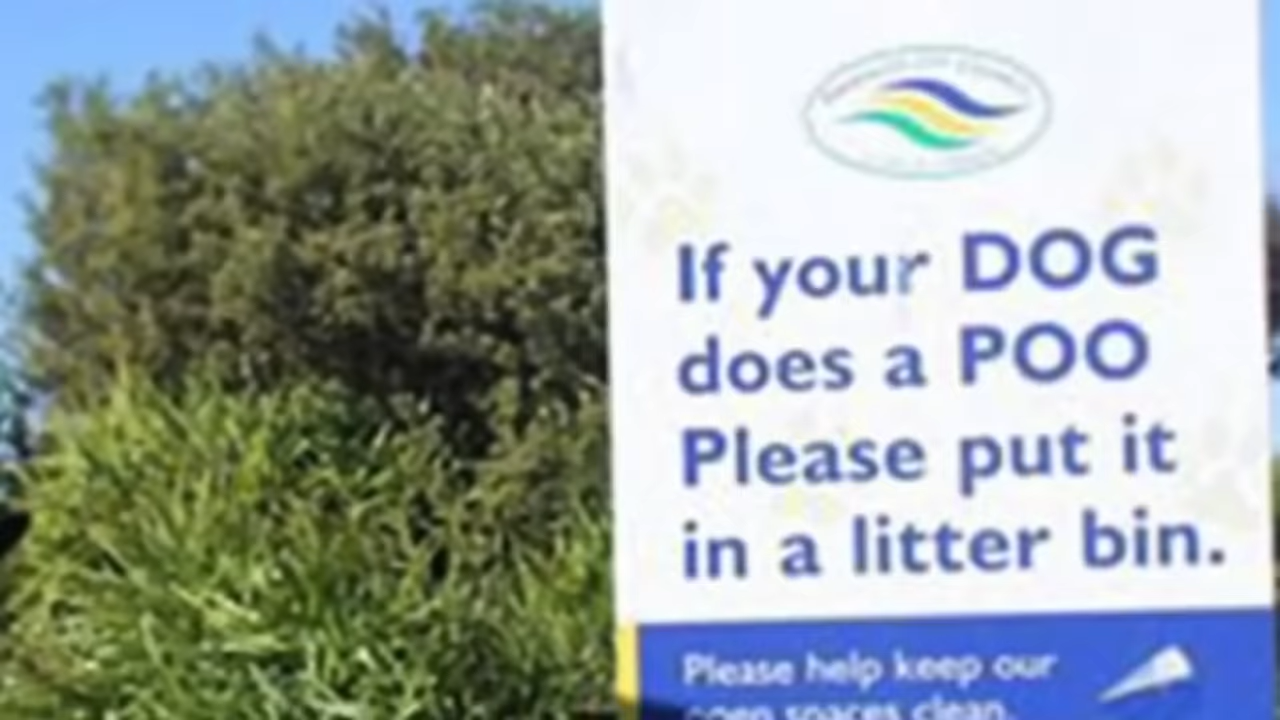 If your DOG
does a POO
Please put it
in a litter bin.
Please help keep our
open spaces clean.